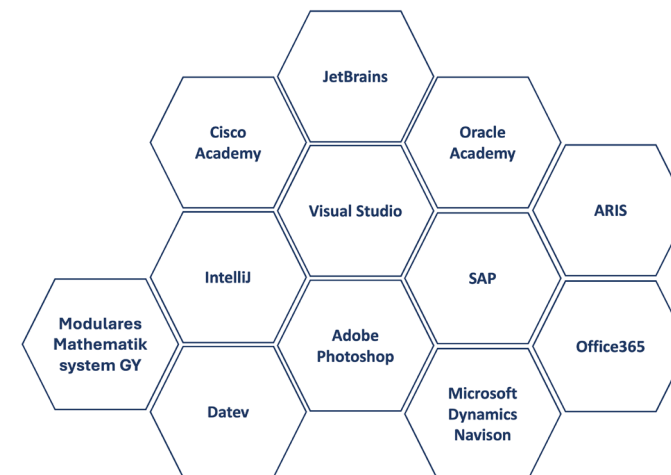 JetBrains
Cisco
Academy
Oracle
Academy
Visual Studio
ARIS
IntelliJ
SAP
Modulares
Mathematik
system GY
Adobe
Photoshop
Office365
Datev
Microsoft
Dynamics
Navison